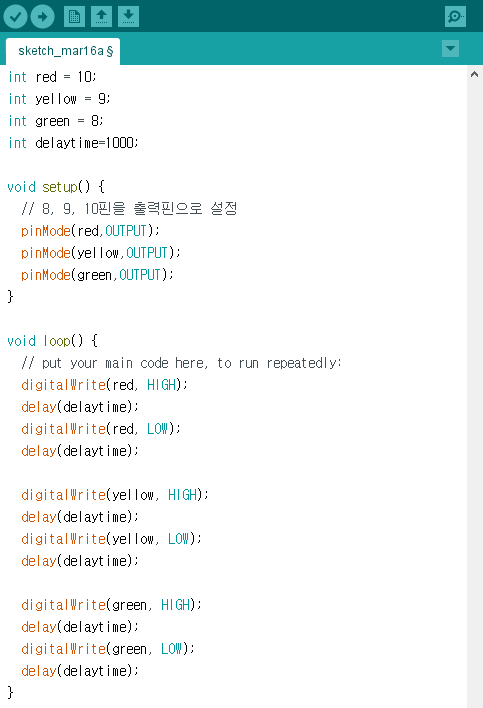 sketch_mar16a §
int red = 10;
int yellow = 9;
int green = 8;
int delaytime=1000;
void setup() {
// 8, 9, 10핀을 출력핀으로 설정
pinMode(red,OUTPUT);
pinMode(yellow,OUTPUT);
pinMode(green,OUTPUT);
}
void loop() {
// put your main code here, to run repeatedly:
digitalWrite(red, HIGH);
delay(delaytime);
digitalWrite(red, LOW);
delay(delaytime);
digitalWrite(yellow, HIGH);
delay(delaytime);
digitalWrite(yellow, LOW);
delay(delaytime);
digitalWrite(green, HIGH);
delay(delaytime);
digitalWrite(green, LOW);
delay(delaytime);
}